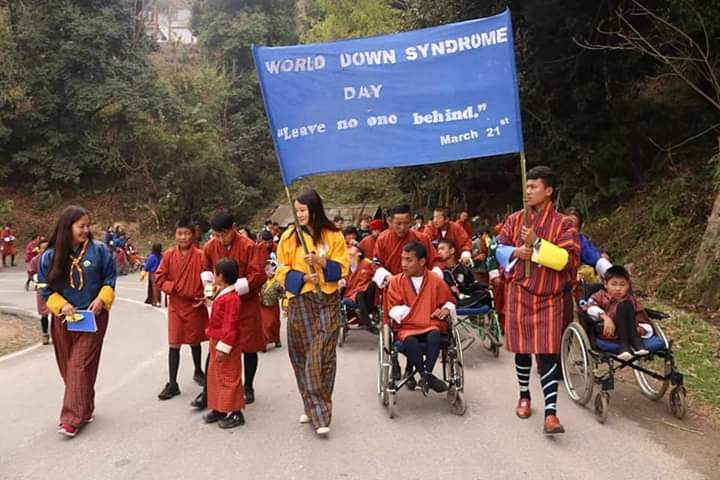 WORLD DOWN SYNDROME
DAY
"Leave no one behind."
March 21st